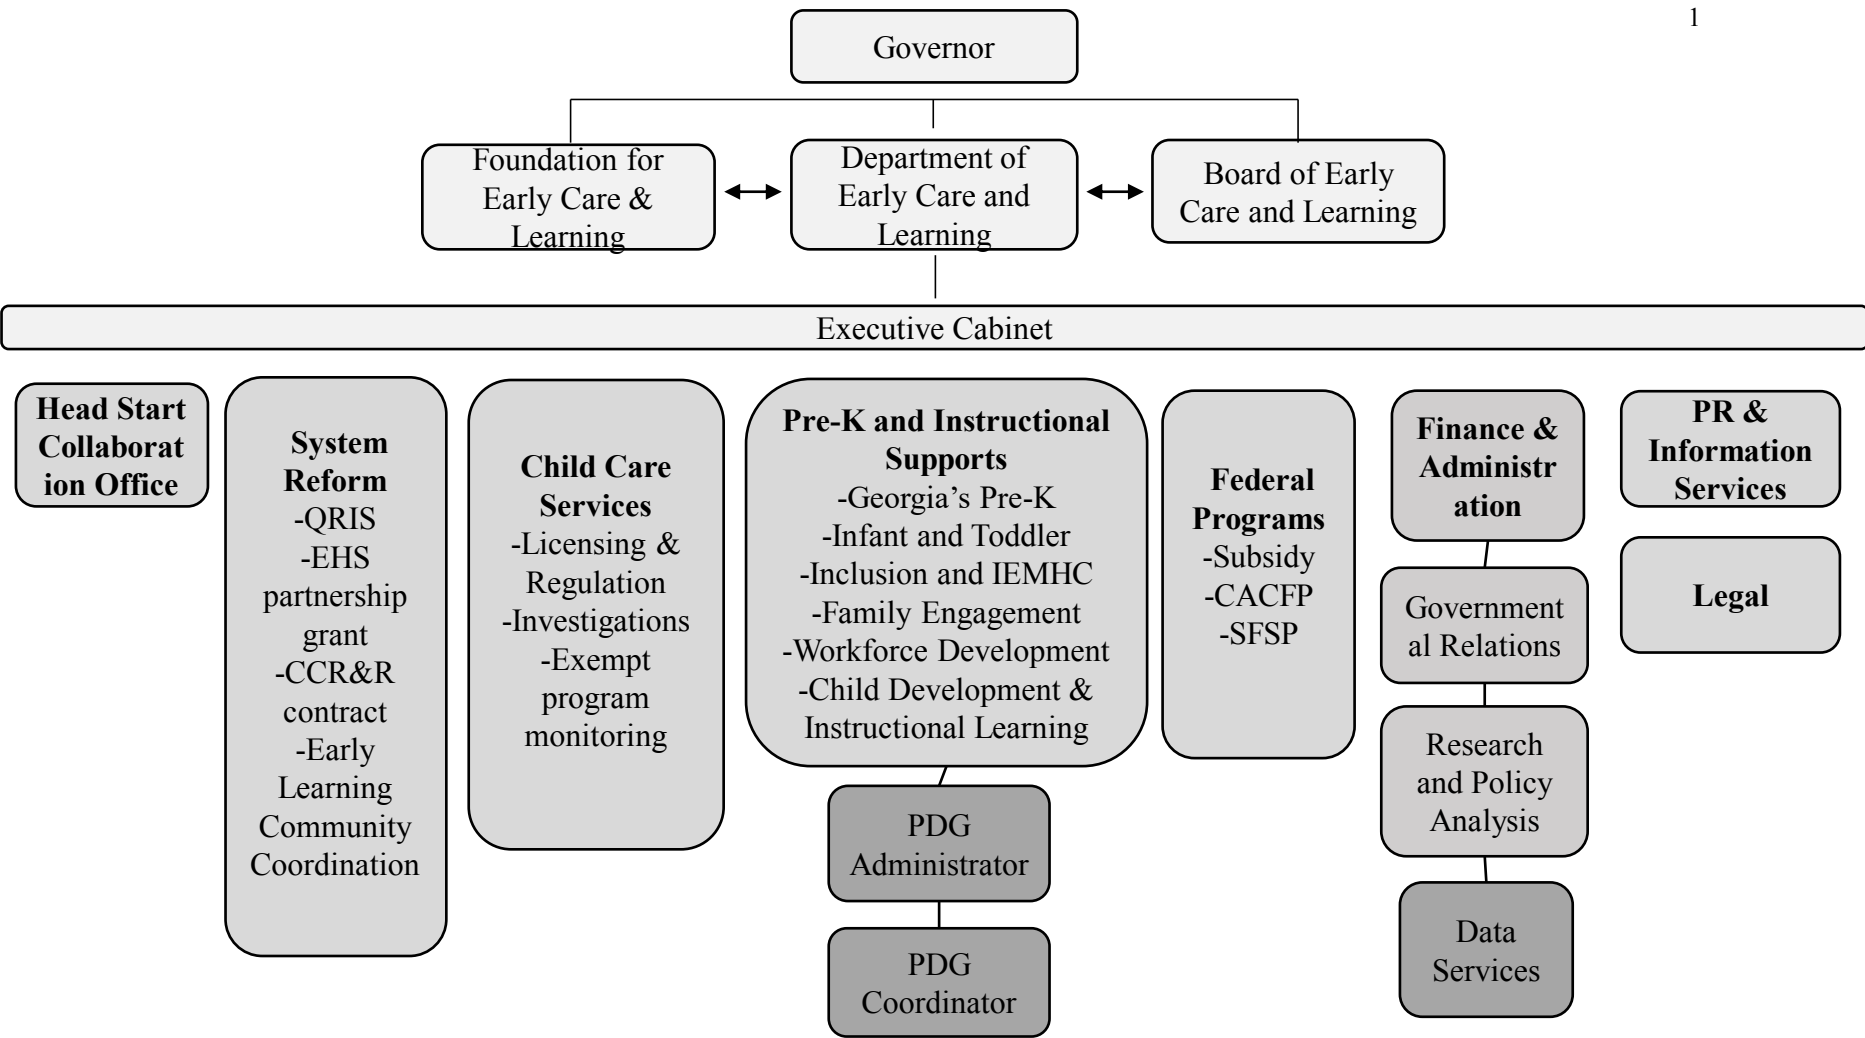 1
Governor
Foundation for
Early Care &
Learning
Department of
Early Care and
Learning
Board of Early
Care and Learning
Executive Cabinet
Head Start
Collaborat
ion Office
System
Reform
-QRIS
-EHS
partnership
grant
-CCR&R
contract
-Early
Learning
Community
Coordination
Child Care
Services
-Licensing &
Regulation
-Investigations
-Exempt
program
monitoring
Pre-K and Instructional
Supports
-Georgia’s Pre-K
-Infant and Toddler
-Inclusion and IEMHC
-Family Engagement
-Workforce Development
-Child Development &
Instructional Learning
PDG
Administrator
PDG
Coordinator
Federal
Programs
-Subsidy
-CACFP
-SFSP
Finance &
Administr
ation
Government
al Relations
Research
and Policy
Analysis
Data
Services
PR &
Information
Services
Legal